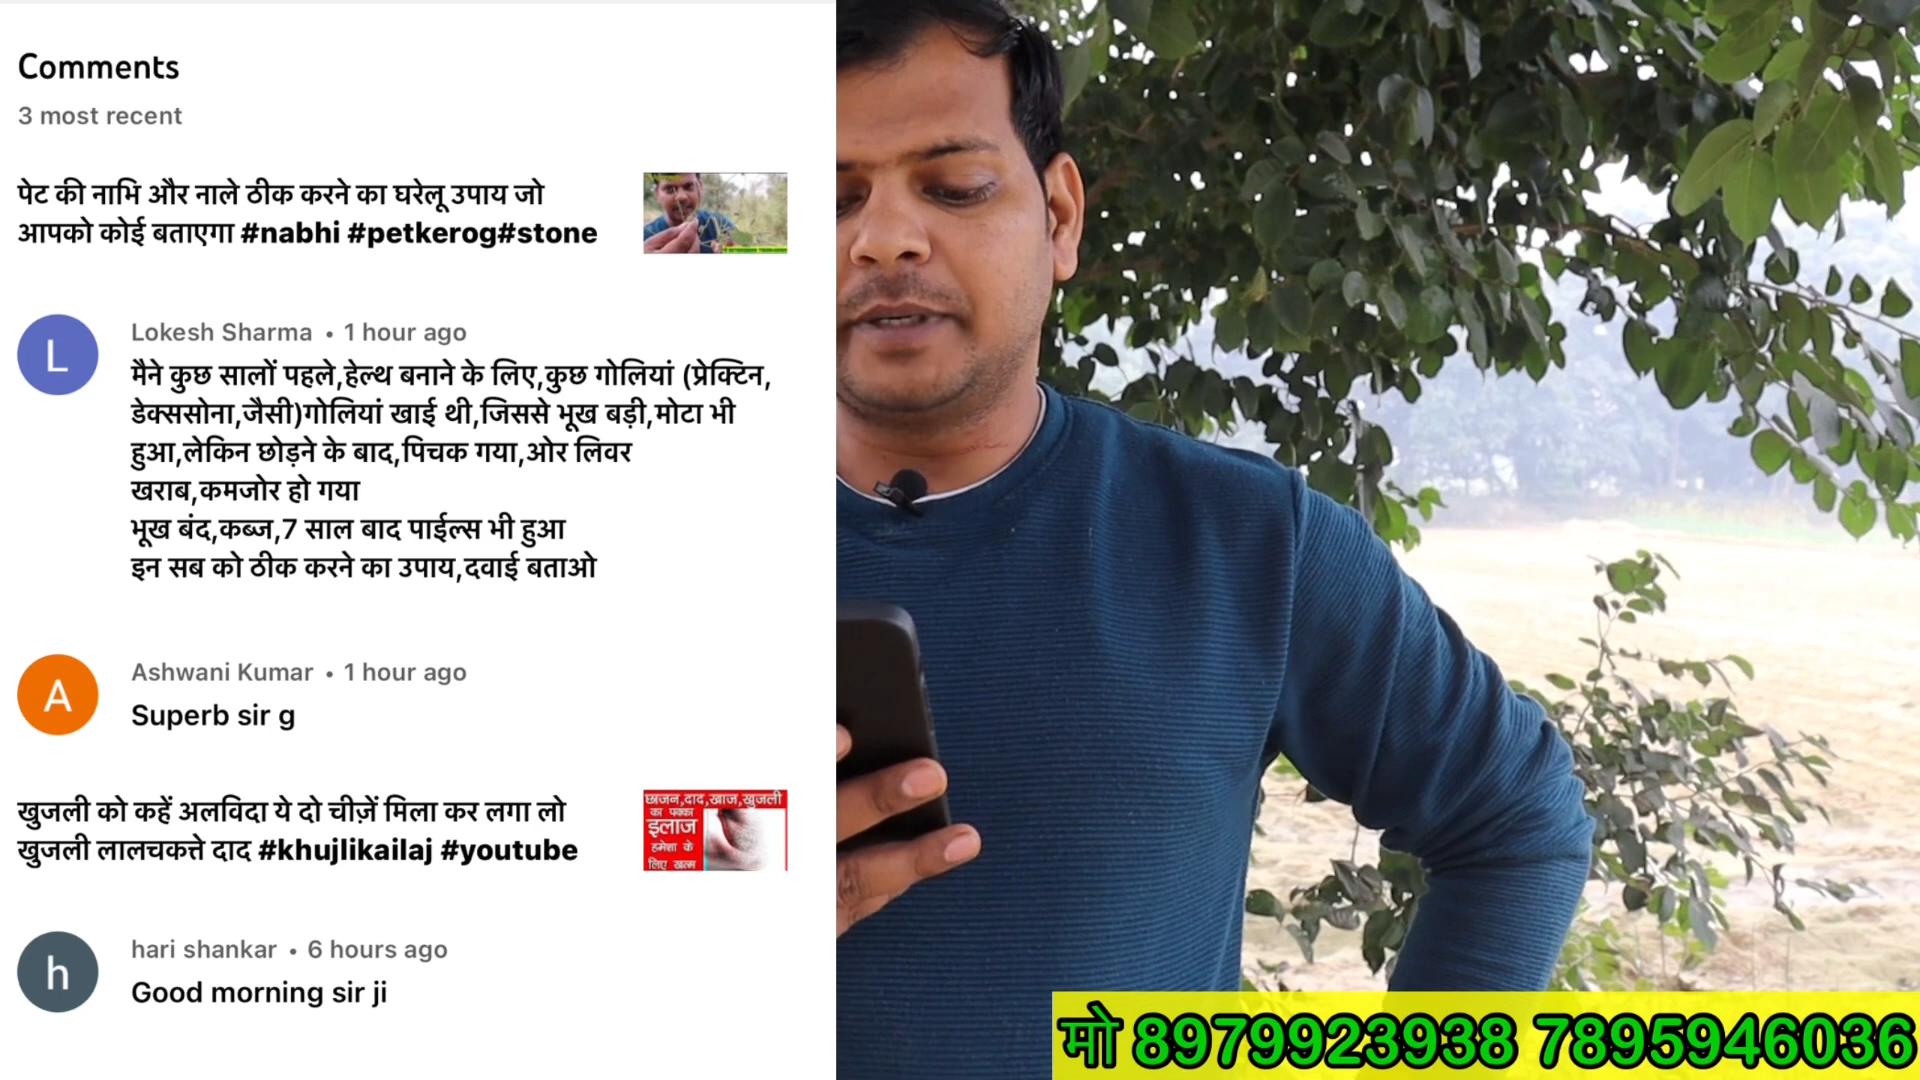 Comments
3 most recent
पेट की नाभि और नाले ठीक करने का घरेलू उपाय जो
आपको कोई बताएगा #nabhi #petkerog#stone
L
Lokesh Sharma • 1 hour ago
मैने कुछ सालों पहले,हेल्थ बनाने के लिए,कुछ गोलियां (प्रेक्टिन,
डेक्ससोना,जैसी)गोलियां खाई थी,जिससे भूख बड़ी,मोटा भी
हुआ,लेकिन छोड़ने के बाद,पिचक गया,ओर लिवर
खराब,कमजोर हो गया
भूख बंद,कब्ज,7 साल बाद पाईल्स भी हुआ
इन सब को ठीक करने का उपाय,दवाई बताओ
A
Ashwani Kumar • 1 hour ago
Superb sir g
खुजली को कहें अलविदा ये दो चीज़ें मिला कर लगा लो
खुजली लालचकत्ते दाद #khujlikailaj #youtube
छाजन,दाद,खाज,खुजली
का पक्का
इलाज
हमेशा के
लिए खत्म
h
hari shankar • 6 hours ago
Good morning sir ji
मो 8979923938 7895946036